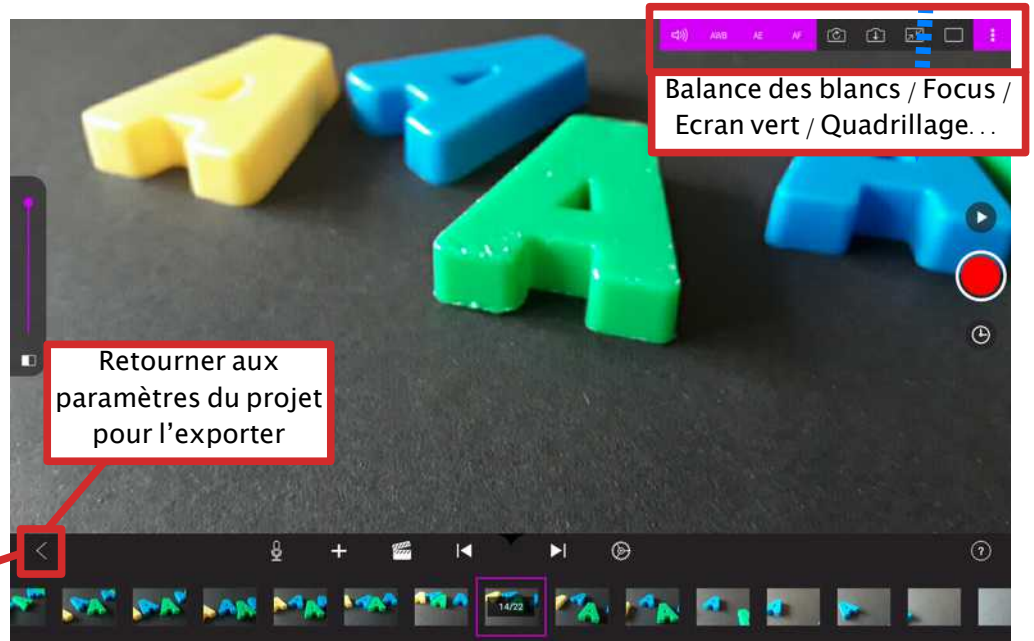 AWB AE AF
Balance des blancs / Focus /
Ecran vert / Quadrillage...
Retourner aux
paramètres du projet
pour l'exporter
?
14/22